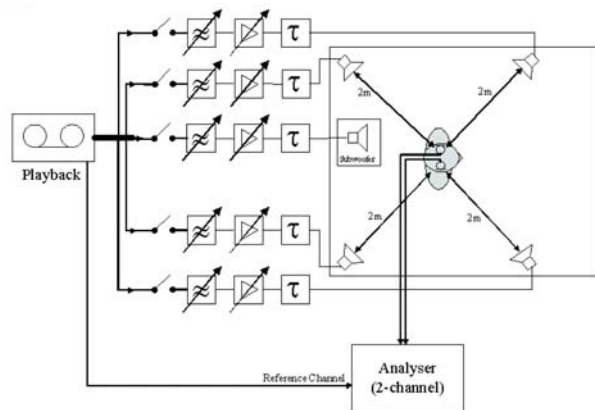 τ
τ
τ
τ
τ
2m
2m
Subwoofer
Playback
2m
2m
Reference Channel
Analyser
(2-channel)